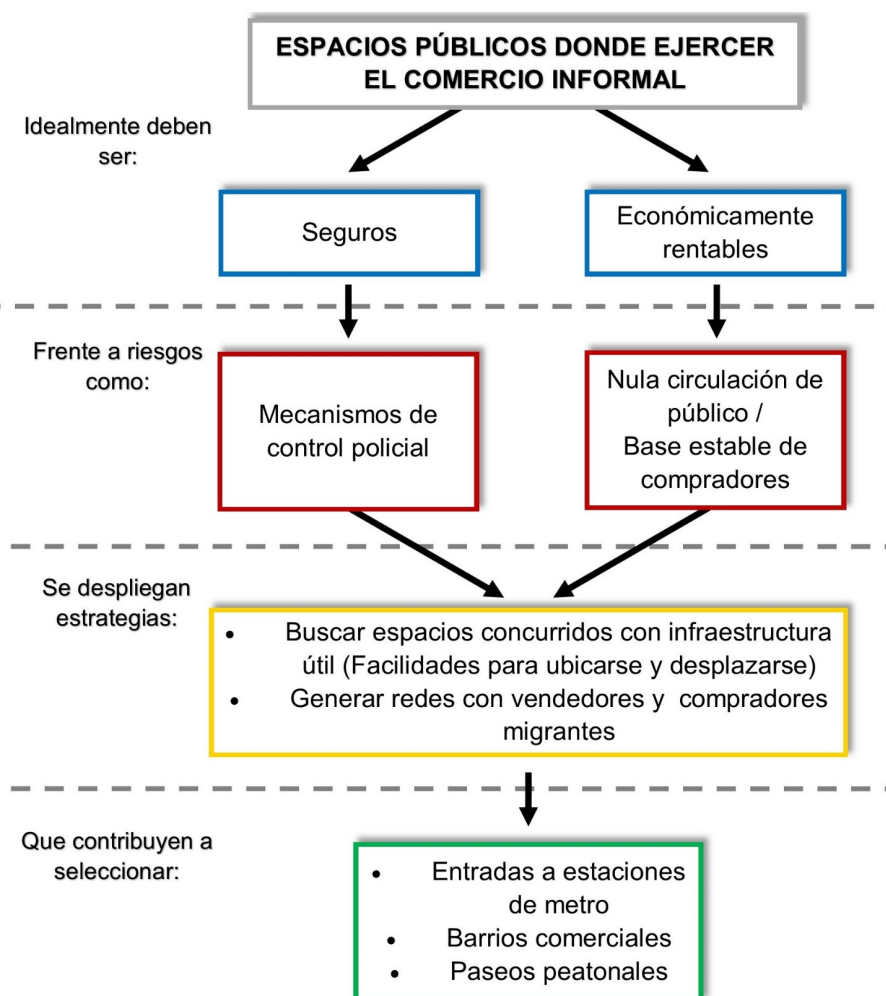 ESPACIOS PÚBLICOS DONDE EJERCER
EL COMERCIO INFORMAL
Idealmente deben
ser:
Seguros
Económicamente
rentables
Frente a riesgos
como:
Mecanismos de
control policial
Nula circulación de
público /
Base estable de
compradores
Se despliegan
estrategias:
• Buscar espacios concurridos con infraestructura
útil (Facilidades para ubicarse y desplazarse)
• Generar redes con vendedores y compradores
migrantes
Que contribuyen a
seleccionar:
• Entradas a estaciones
de metro
• Barrios comerciales
• Paseos peatonales